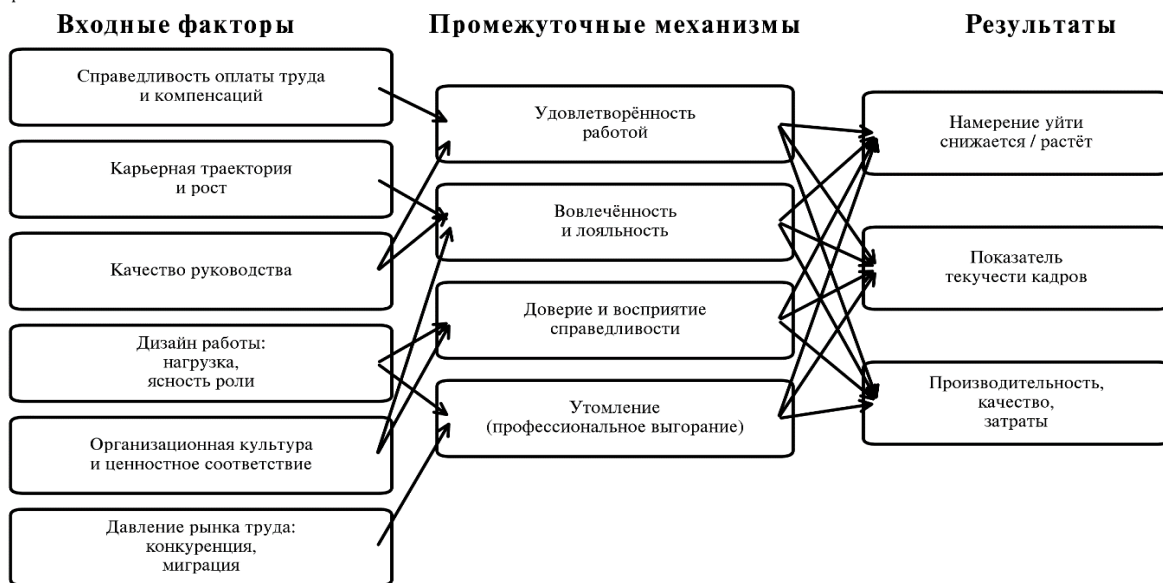 Входные факторы
Промежуточные механизмы
Результаты
Справедливость оплаты труда
и компенсаций
Карьерная траектория
и рост
Качество руководства
Дизайн работы:
нагрузка,
ясность роли
Организационная культура
и ценностное соответствие
Давление рынка труда:
конкуренция,
миграция
Удовлетворённость
работой
Вовлечённость
и лояльность
Доверие и восприятие
справедливости
Утомление
(профессиональное выгорание)
Намерение уйти
снижается / растёт
Показатель
текучести кадров
Производительность,
качество,
затраты